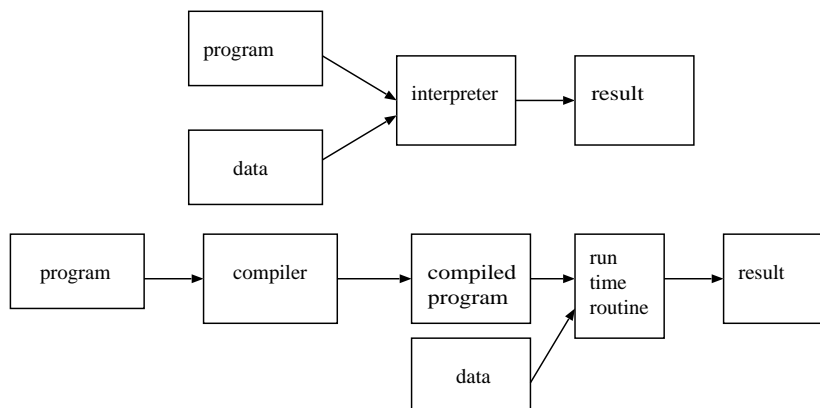 program
interpreter
result
data
program
compiler
compiled
program
run
time
routine
result
data